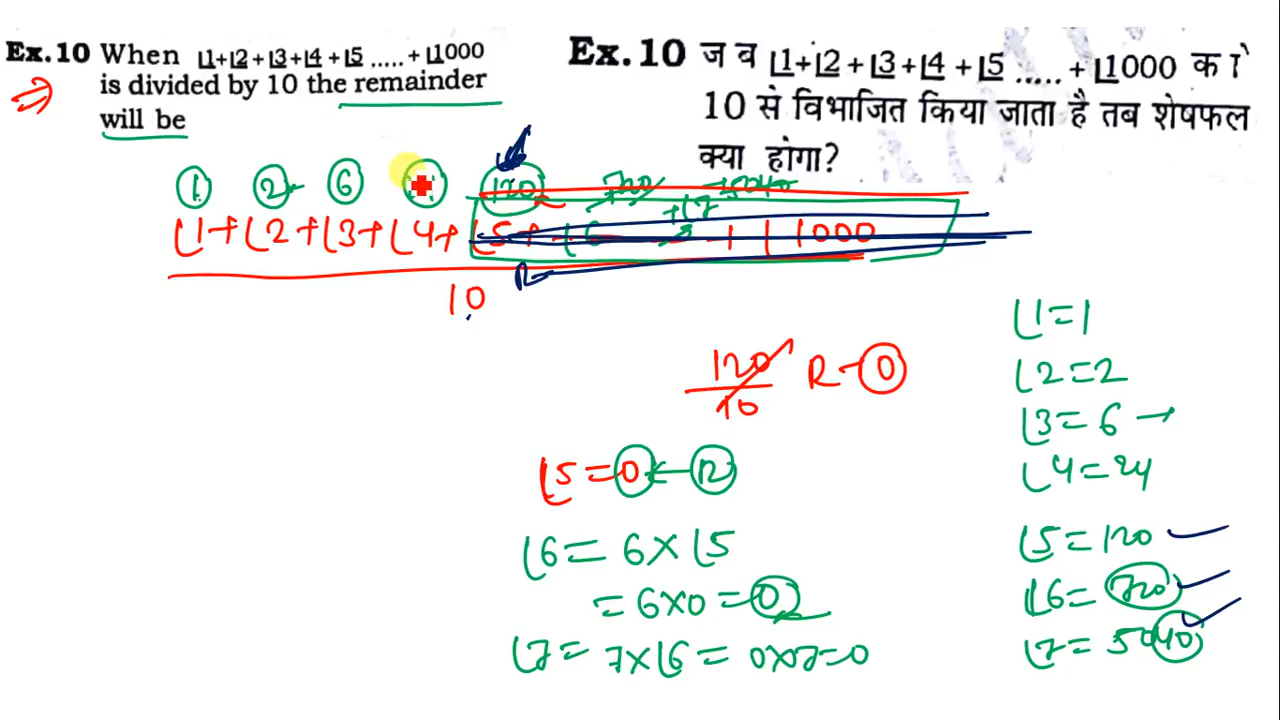 Ex.10 When ⌊1+⌊2+⌊3+⌊4+⌊5.....+⌊1000
is divided by 10 the remainder
will be
Ex.10 जब ⌊1+⌊2+⌊3+⌊4+⌊5.....+⌊1000 को
10 से विभाजित किया जाता है तब शेषफल
क्या होगा?
1 2 6 120 720 +5040
⌊1+⌊2+⌊3+⌊4+⌊5+⌊6 +⌊7 +⌊1000
R
10
120/10 R-0
⌊5=0←R
⌊6=6×⌊5
=6×0=0
⌊7=7×⌊6=0×7=0
⌊1=1
⌊2=2
⌊3=6→
⌊4=24
⌊5=120
⌊6=720
⌊7=5040